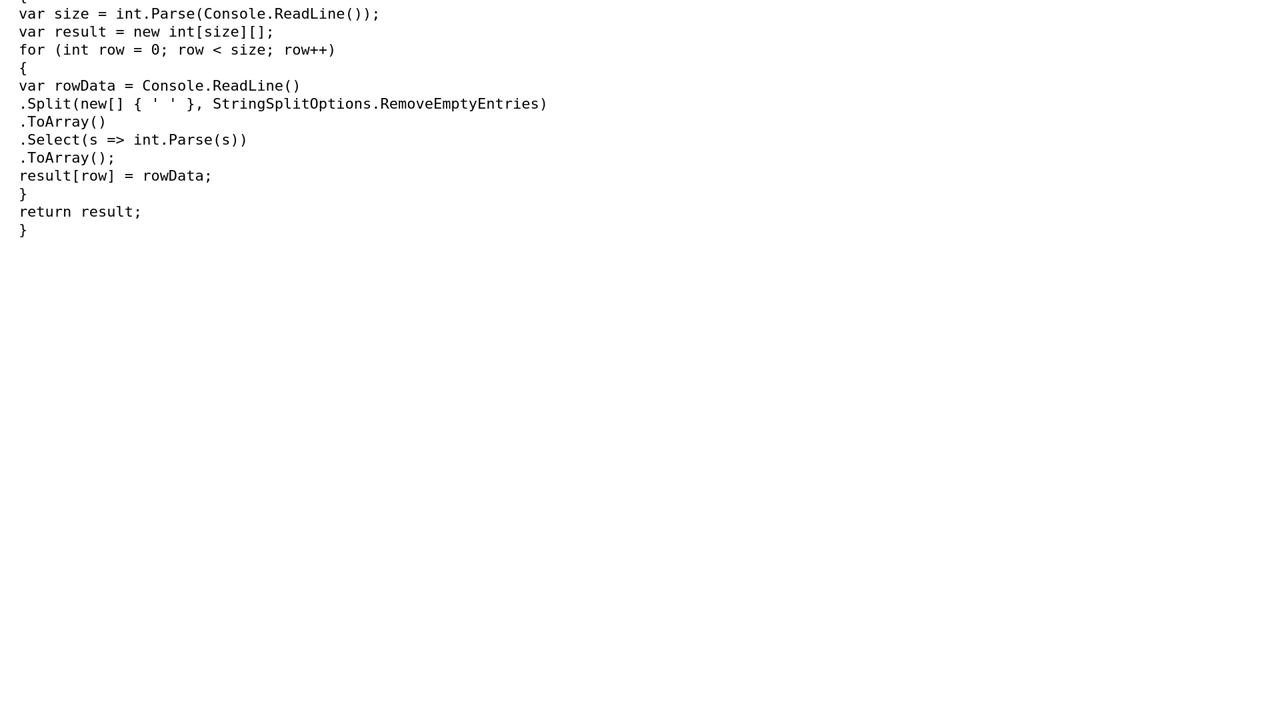 {
var size = int.Parse(Console.ReadLine());
var result = new int[size][];
for (int row = 0; row < size; row++)
{
var rowData = Console.ReadLine()
.Split(new[] { ' ' }, StringSplitOptions.RemoveEmptyEntries)
.ToArray()
.Select(s => int.Parse(s))
.ToArray();
result[row] = rowData;
}
return result;
}